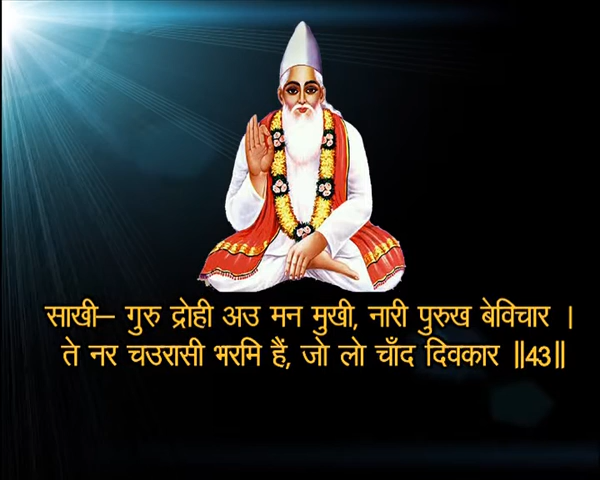 साखी– गुरु द्रोही अउ मन मुखी, नारी पुरुख बेविचार ।
ते नर चउरासी भरमि हैं, जो लो चाँद दिवकार ॥43॥